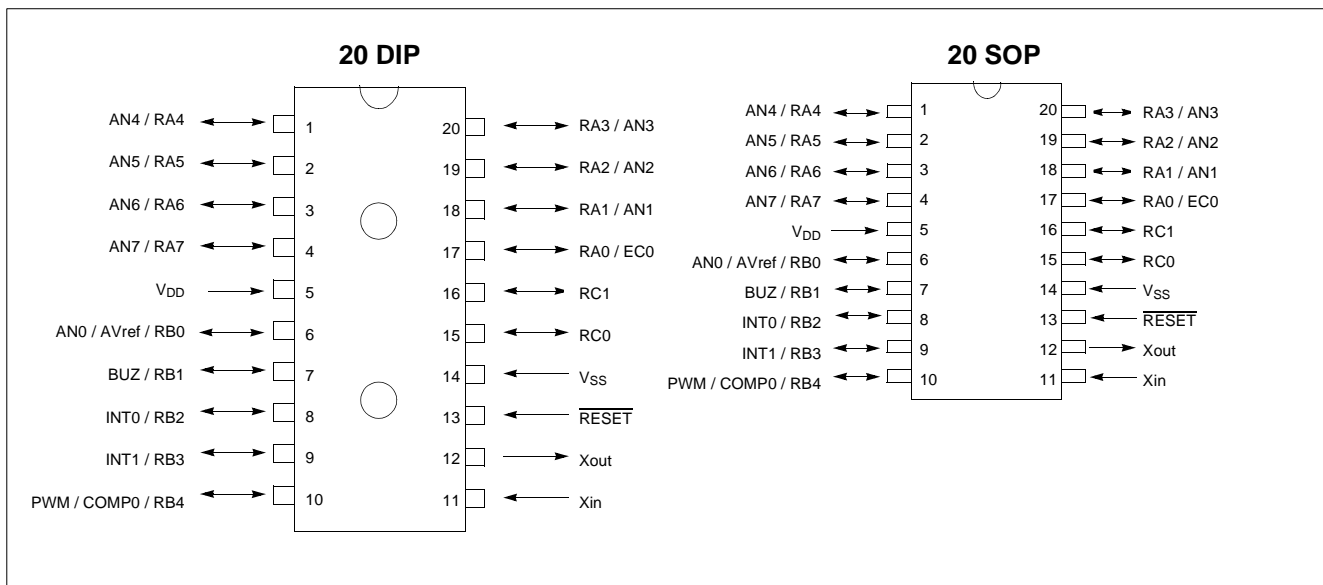 20 DIP
AN4 / RA4 1 20 RA3 / AN3
AN5 / RA5 2 19 RA2 / AN2
AN6 / RA6 3 18 RA1 / AN1
AN7 / RA7 4 17 RA0 / EC0
VDD 5 16 RC1
AN0 / AVref / RB0 6 15 RC0
BUZ / RB1 7 14 VSS
INT0 / RB2 8 13 RESET
INT1 / RB3 9 12 Xout
PWM / COMP0 / RB4 10 11 Xin
20 SOP
AN4 / RA4 1 20 RA3 / AN3
AN5 / RA5 2 19 RA2 / AN2
AN6 / RA6 3 18 RA1 / AN1
AN7 / RA7 4 17 RA0 / EC0
VDD 5 16 RC1
AN0 / AVref / RB0 6 15 RC0
BUZ / RB1 7 14 VSS
INT0 / RB2 8 13 RESET
INT1 / RB3 9 12 Xout
PWM / COMP0 / RB4 10 11 Xin